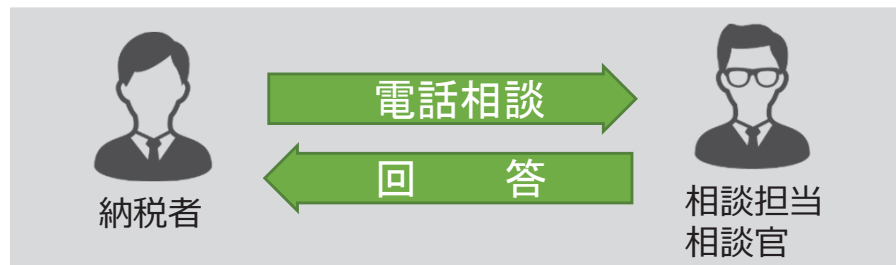 電話相談
回　　答
納税者
相談担当
相談官